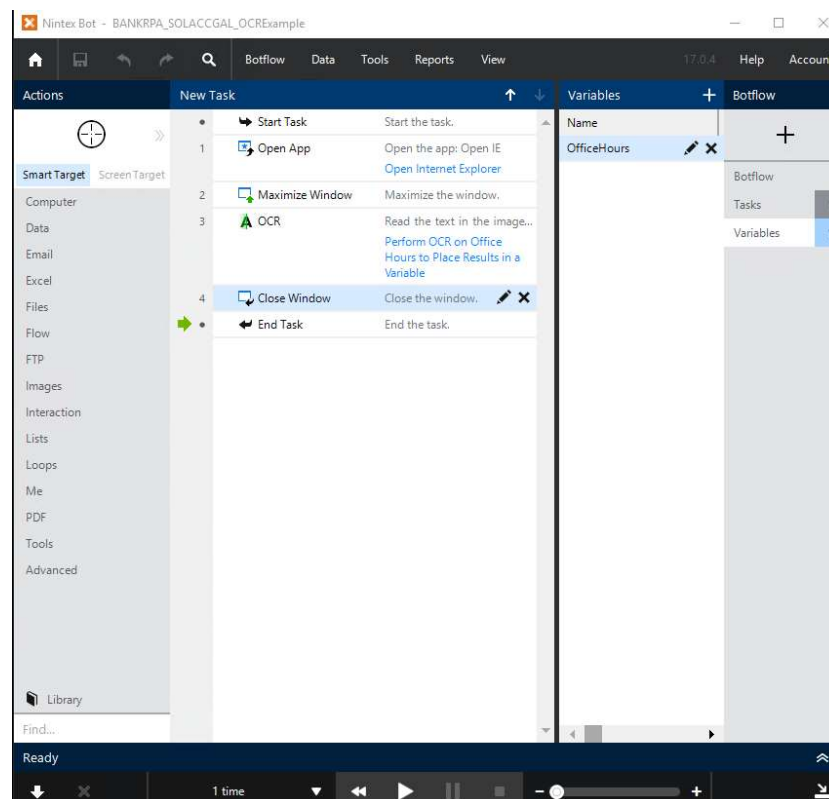 Nintex Bot - BANKRPA_SOLACCGAL_OCRExample
Botflow Data Tools Reports View 17.0.4 Help Accoun
Actions
Smart Target Screen Target
Computer
Data
Email
Excel
Files
Flow
FTP
Images
Interaction
Lists
Loops
Me
PDF
Tools
Advanced
Library
Find...
New Task
Start Task Start the task.
1 Open App Open the app: Open IE
Open Internet Explorer
2 Maximize Window Maximize the window.
3 OCR Read the text in the image...
Perform OCR on Office
Hours to Place Results in a
Variable
4 Close Window Close the window.
End Task End the task.
Variables
Name
OfficeHours
Botflow
Botflow
Tasks
Variables
Ready
1 time